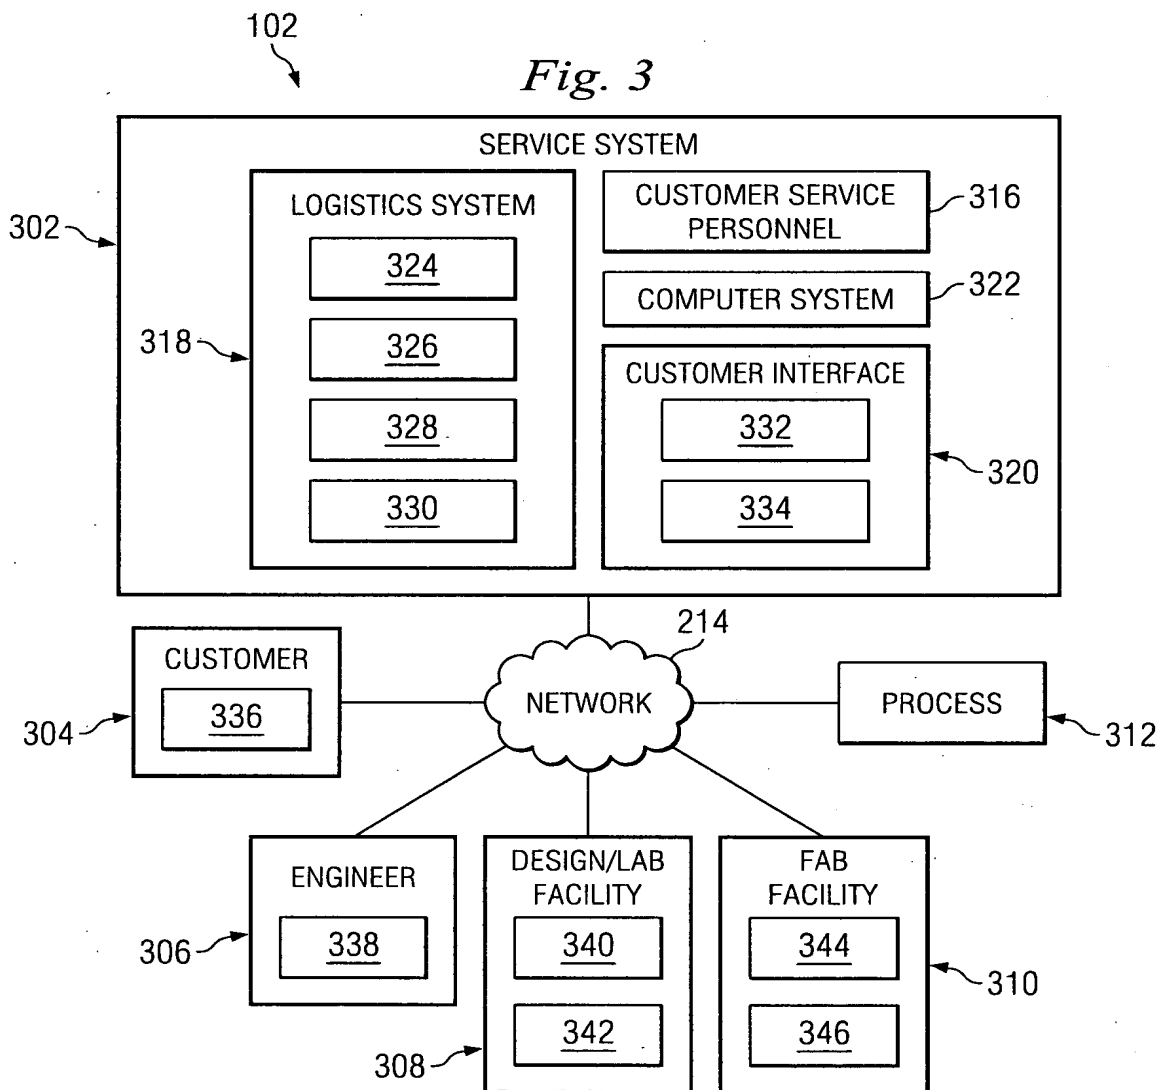 102
Fig. 3
SERVICE SYSTEM
302
LOGISTICS SYSTEM
324
326
328
330
318
CUSTOMER SERVICE
PERSONNEL
316
COMPUTER SYSTEM
322
CUSTOMER INTERFACE
332
334
320
214
CUSTOMER
336
304
NETWORK
PROCESS
312
ENGINEER
338
306
DESIGN/LAB
FACILITY
340
342
308
FAB
FACILITY
344
346
310